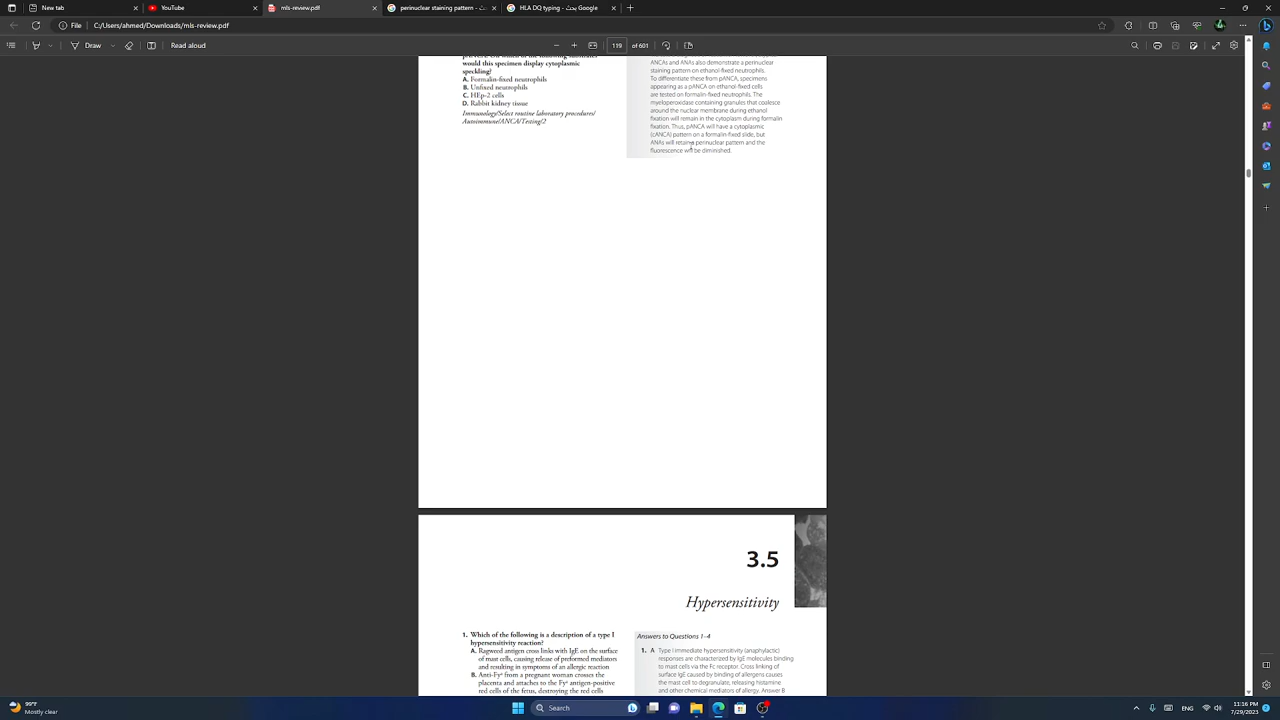 New tab
YouTube
mls-review.pdf
perinuclear staining pattern - Goo
HLA DQ typing - Google Search
File
C:/Users/ahmed/Downloads/mls-review.pdf
Draw
Read aloud
119 of 601
would this specimen display cytoplasmic
speckling?
A. Formalin-fixed neutrophils
B. Unfixed neutrophils
C. HEp-2 cells
D. Rabbit kidney tissue
Immunology/Select routine laboratory procedures/
Autoimmune/ANCA/Testing/2
ANCAs and ANAs also demonstrate a perinuclear
staining pattern on ethanol-fixed neutrophils.
To differentiate these from pANCA, specimens
appearing as a pANCA on ethanol-fixed cells
are tested on formalin-fixed neutrophils. The
myeloperoxidase containing granules that coalesce
around the nuclear membrane during ethanol
fixation will remain in the cytoplasm during formalin
fixation. Thus, pANCA will have a cytoplasmic
(cANCA) pattern on a formalin-fixed slide, but
ANAs will retain a perinuclear pattern and the
fluorescence will be diminished.
3.5
Hypersensitivity
1. Which of the following is a description of a type I
hypersensitivity reaction?
A. Ragweed antigen cross links with IgE on the surface
of mast cells, causing release of preformed mediators
and resulting in symptoms of an allergic reaction
B. Anti-Fyª from a pregnant woman crosses the
placenta and attaches to the Fyª antigen-positive
red cells of the fetus, destroying the red cells
Answers to Questions 1–4
1. A Type I immediate hypersensitivity (anaphylactic)
responses are characterized by IgE molecules binding
to mast cells via the Fc receptor. Cross linking of
surface IgE caused by binding of allergens causes
the mast cell to degranulate, releasing histamine
and other chemical mediators of allergy. Answer B
99°F
Mostly clear
Search
11:16 PM
7/29/2023